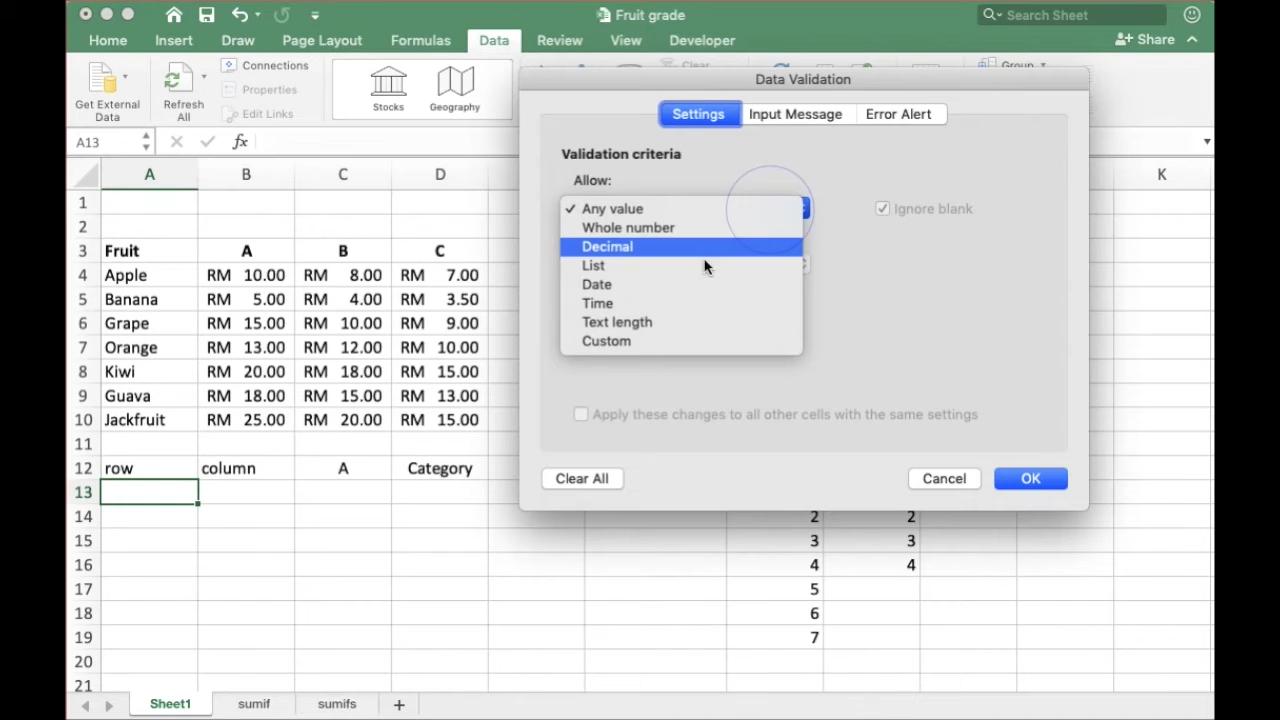 Fruit grade
Search Sheet
Home Insert Draw Page Layout Formulas Data Review View Developer
Share
Connections
Properties
Edit Links
Get External Data
Refresh All
Stocks
Geography
Clear
Group
A13
fx
Data Validation
Settings Input Message Error Alert
Validation criteria
Allow:
✓ Any value
Ignore blank
Whole number
Decimal
List
Date
Time
Text length
Custom
Apply these changes to all other cells with the same settings
Clear All Cancel OK
A B C D K
1
2
3 Fruit A B C
4 Apple RM 10.00 RM 8.00 RM 7.00
5 Banana RM 5.00 RM 4.00 RM 3.50
6 Grape RM 15.00 RM 10.00 RM 9.00
7 Orange RM 13.00 RM 12.00 RM 10.00
8 Kiwi RM 20.00 RM 18.00 RM 15.00
9 Guava RM 18.00 RM 15.00 RM 13.00
10 Jackfruit RM 25.00 RM 20.00 RM 15.00
11
12 row column A Category
13
14 2 2
15 3 3
16 4 4
17 5
18 6
19 7
20
21
Sheet1 sumif sumifs +